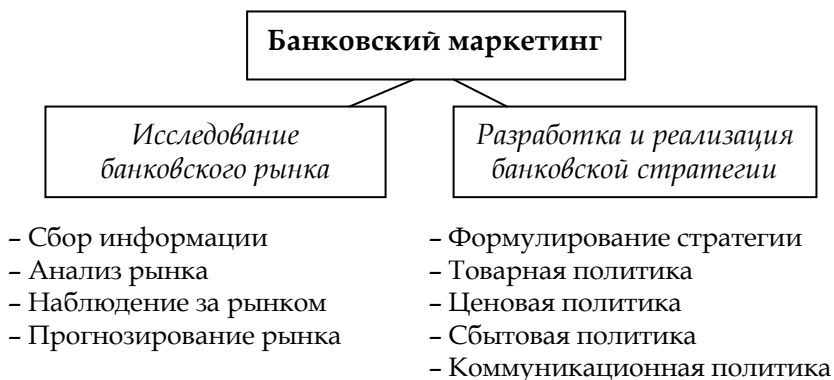 Банковский маркетинг
Исследование
банковского рынка
Разработка и реализация
банковской стратегии
– Сбор информации
– Анализ рынка
– Наблюдение за рынком
– Прогнозирование рынка
– Формулирование стратегии
– Товарная политика
– Ценовая политика
– Сбытовая политика
– Коммуникационная политика